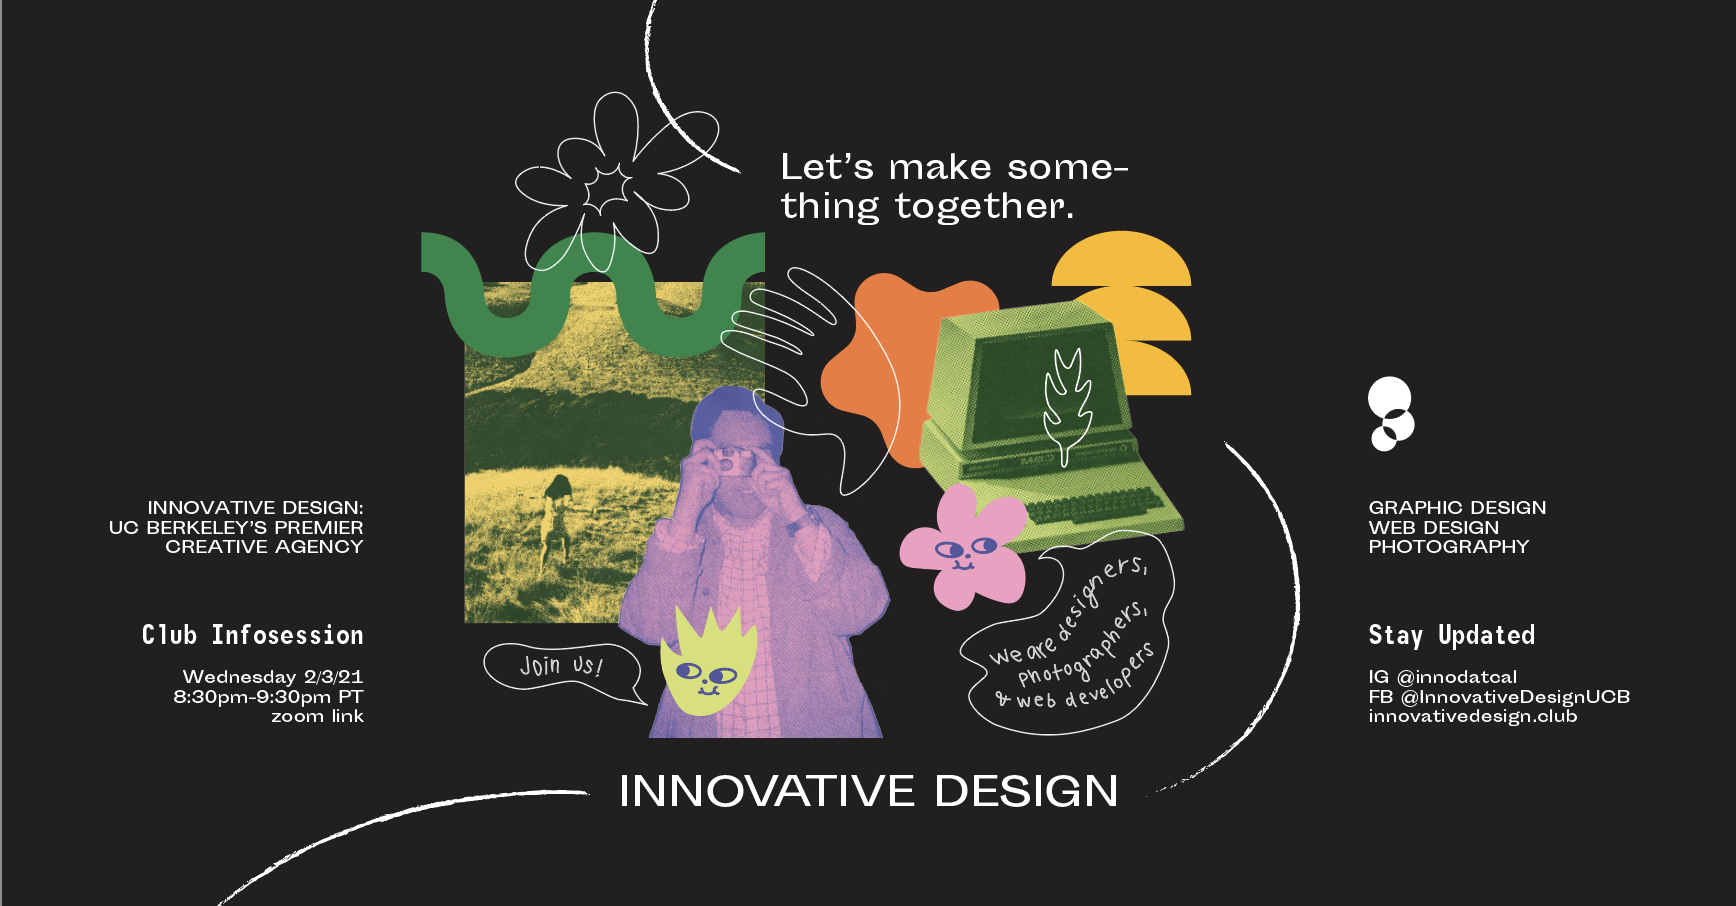 Let's make some-
thing together.
INNOVATIVE DESIGN:
UC BERKELEY'S PREMIER
CREATIVE AGENCY
Club Infosession
Wednesday 2/3/21
8:30pm-9:30pm PT
zoom link
Join us!
We are designers,
photographers,
& web developers
INNOVATIVE DESIGN
GRAPHIC DESIGN
WEB DESIGN
PHOTOGRAPHY
Stay Updated
IG @innodatcal
FB @InnovativeDesignUCB
innovativedesign.club